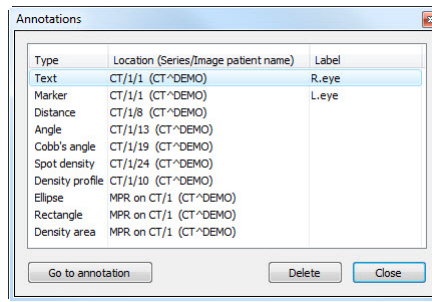 Annotations
Type Location (Series/Image patient name) Label
Text CT/1/1 (CT^DEMO) R.eye
Marker CT/1/1 (CT^DEMO) L.eye
Distance CT/1/8 (CT^DEMO)
Angle CT/1/13 (CT^DEMO)
Cobb's angle CT/1/19 (CT^DEMO)
Spot density CT/1/24 (CT^DEMO)
Density profile CT/1/10 (CT^DEMO)
Ellipse MPR on CT/1 (CT^DEMO)
Rectangle MPR on CT/1 (CT^DEMO)
Density area MPR on CT/1 (CT^DEMO)
Go to annotation Delete Close